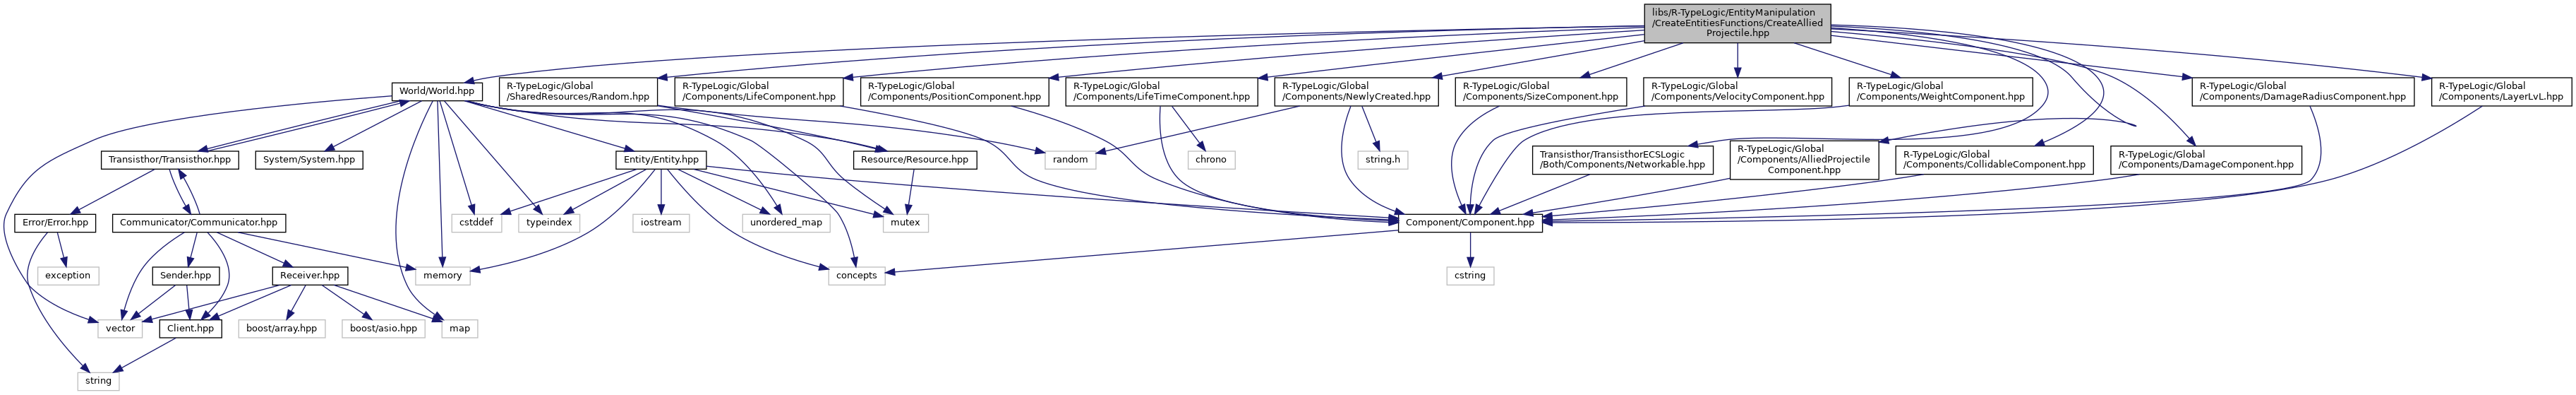 libs/R-TypeLogic/EntityManipulation
/CreateEntitiesFunctions/CreateAllied
Projectile.hpp
World/World.hpp
R-TypeLogic/Global
/SharedResources/Random.hpp
R-TypeLogic/Global
/Components/LifeComponent.hpp
R-TypeLogic/Global
/Components/PositionComponent.hpp
R-TypeLogic/Global
/Components/LifeTimeComponent.hpp
R-TypeLogic/Global
/Components/NewlyCreated.hpp
R-TypeLogic/Global
/Components/SizeComponent.hpp
R-TypeLogic/Global
/Components/VelocityComponent.hpp
R-TypeLogic/Global
/Components/WeightComponent.hpp
R-TypeLogic/Global
/Components/DamageRadiusComponent.hpp
R-TypeLogic/Global
/Components/LayerLvL.hpp
Transisthor/Transisthor.hpp
System/System.hpp
Entity/Entity.hpp
Resource/Resource.hpp
random
chrono
string.h
Transisthor/TransisthorECSLogic
/Both/Components/Networkable.hpp
R-TypeLogic/Global
/Components/AlliedProjectile
Component.hpp
R-TypeLogic/Global
/Components/CollidableComponent.hpp
R-TypeLogic/Global
/Components/DamageComponent.hpp
Error/Error.hpp
Communicator/Communicator.hpp
cstddef
typeindex
iostream
unordered_map
mutex
Component/Component.hpp
exception
Sender.hpp
Receiver.hpp
memory
concepts
cstring
vector
Client.hpp
boost/array.hpp
boost/asio.hpp
map
string